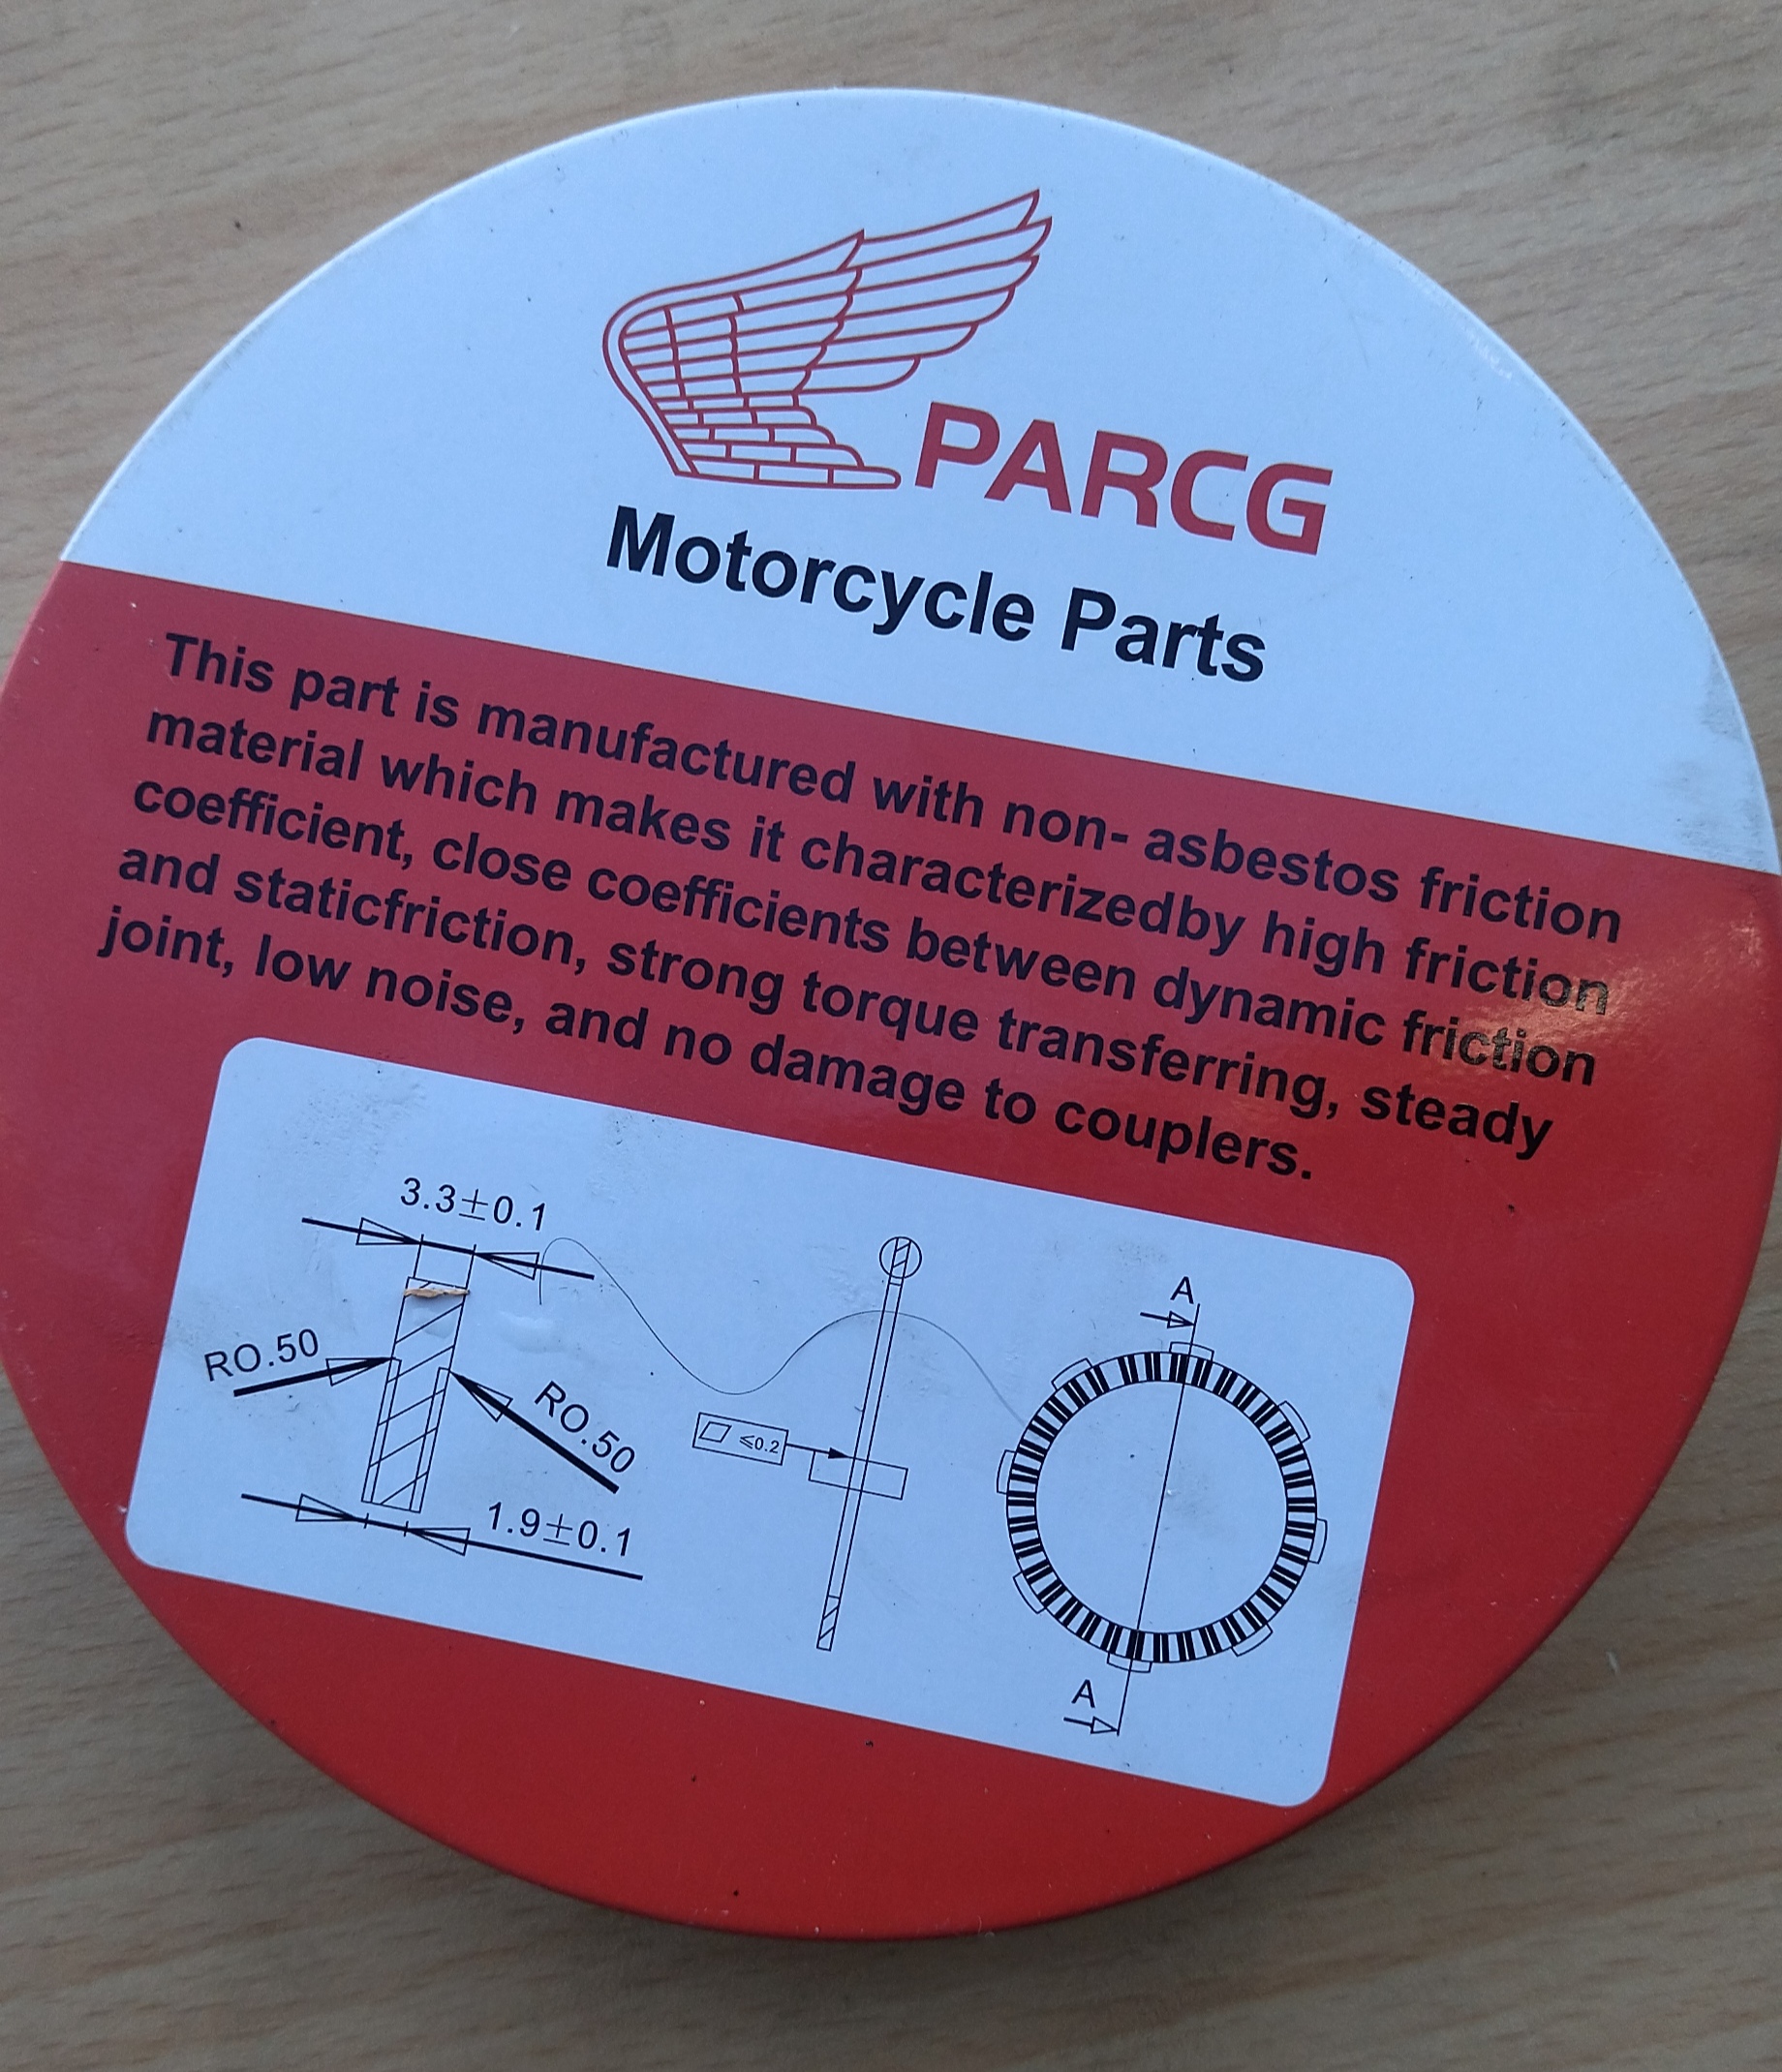 PARCG
Motorcycle Parts
This part is manufactured with non- asbestos friction
material which makes it characterizedby high friction
coefficient, close coefficients between dynamic friction
and staticfriction, strong torque transferring, steady
joint, low noise, and no damage to couplers.
3.3±0.1
RO.50
RO.50
1.9±0.1
≤0.2
A
A